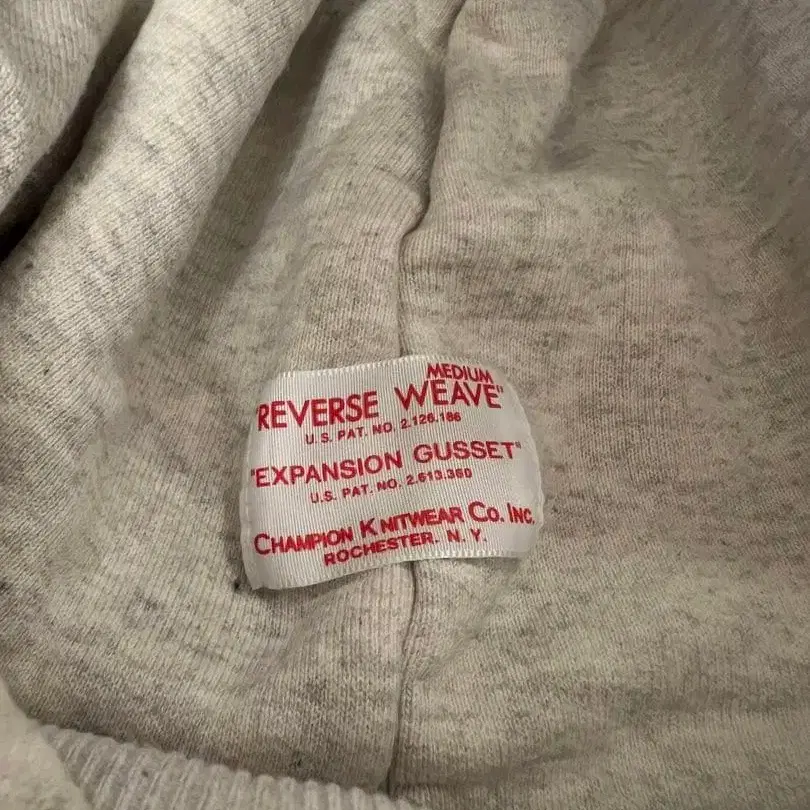 MEDIUM
"REVERSE WEAVE"
U.S. PAT. NO. 2.126.186
"EXPANSION GUSSET"
U.S. PAT. NO. 2.613.360
CHAMPION KNITWEAR CO. INC.
ROCHESTER. N. Y.